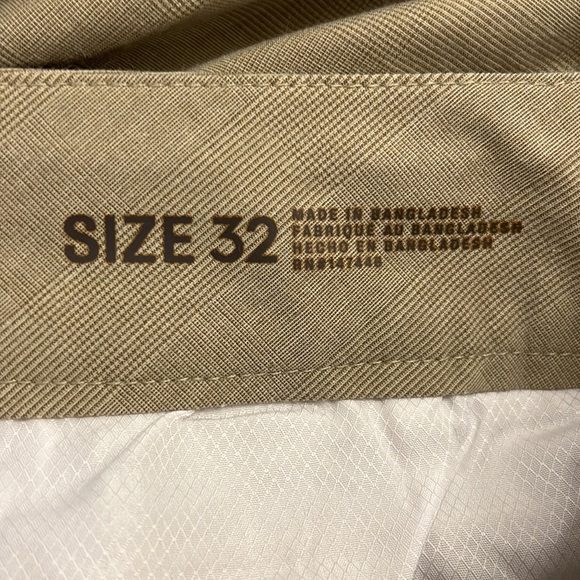 SIZE 32
MADE IN BANGLADESH
FABRIQUÉ AU BANGLADESH
HECHO EN BANGLADESH
RN#147448